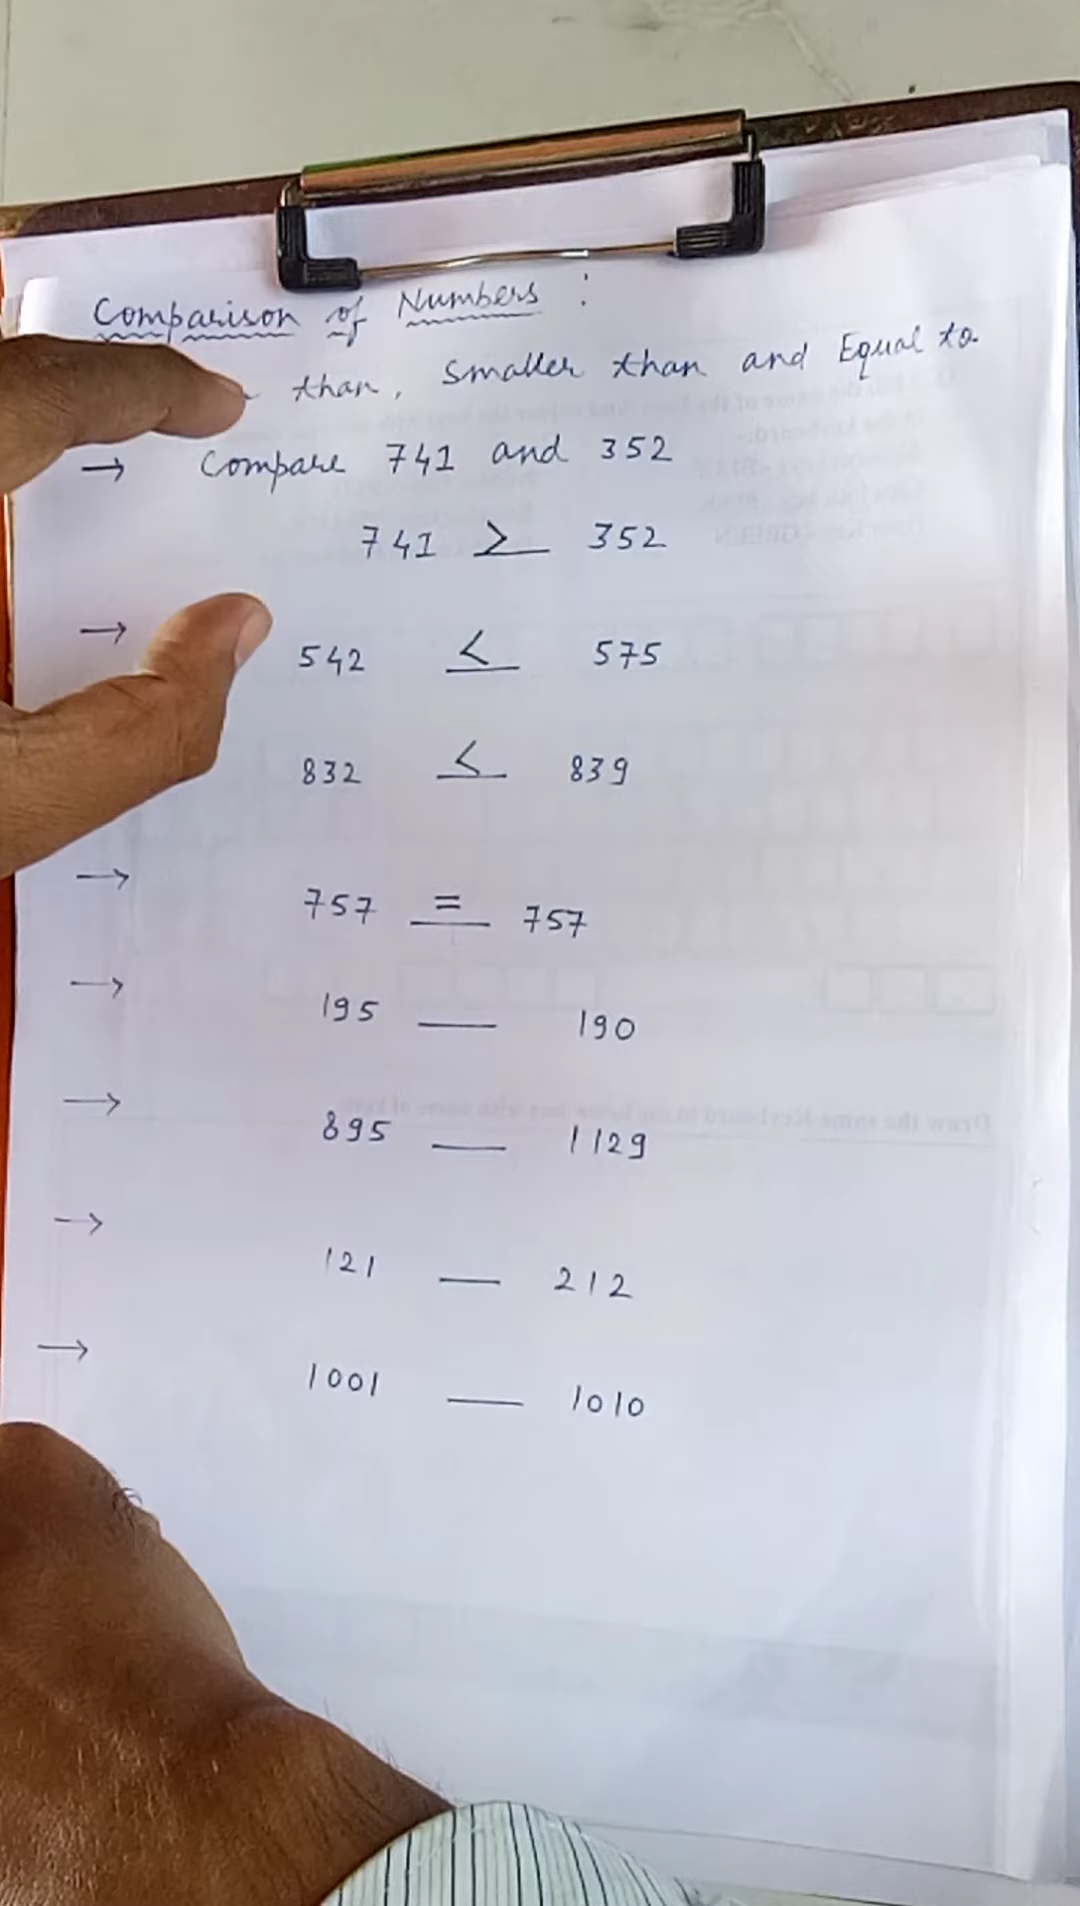 Comparison of Numbers :
than, Smaller than and Equal to
→ Compare 741 and 352
741 > 352
→ 542 < 575
832 < 839
→ 757 = 757
→ 195 __ 190
→ 895 __ 1129
→ 121 __ 212
→ 1001 __ 1010